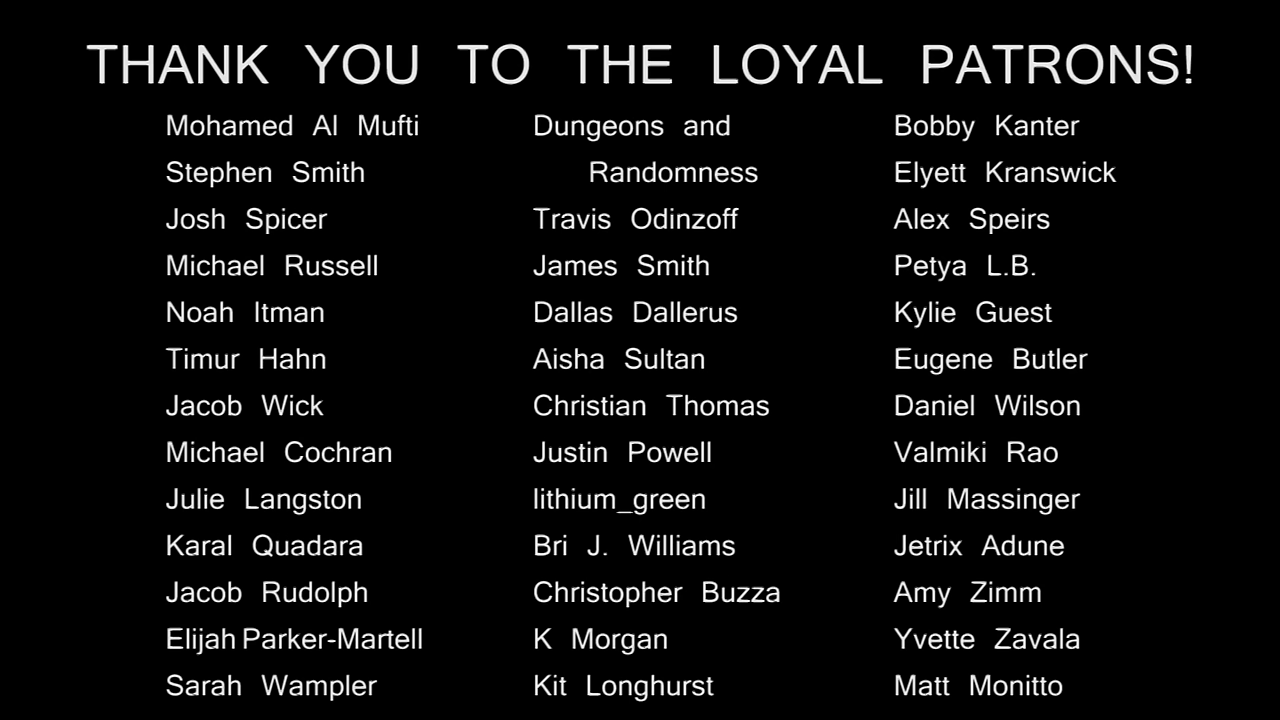 THANK YOU TO THE LOYAL PATRONS!
Mohamed Al Mufti
Stephen Smith
Josh Spicer
Michael Russell
Noah Itman
Timur Hahn
Jacob Wick
Michael Cochran
Julie Langston
Karal Quadara
Jacob Rudolph
Elijah Parker-Martell
Sarah Wampler
Dungeons and
Randomness
Travis Odinzoff
James Smith
Dallas Dallerus
Aisha Sultan
Christian Thomas
Justin Powell
lithium_green
Bri J. Williams
Christopher Buzza
K Morgan
Kit Longhurst
Bobby Kanter
Elyett Kranswick
Alex Speirs
Petya L.B.
Kylie Guest
Eugene Butler
Daniel Wilson
Valmiki Rao
Jill Massinger
Jetrix Adune
Amy Zimm
Yvette Zavala
Matt Monitto